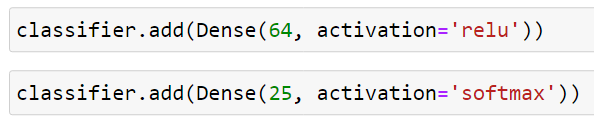 classifier.add(Dense(64, activation='relu'))
classifier.add(Dense(25, activation='softmax'))